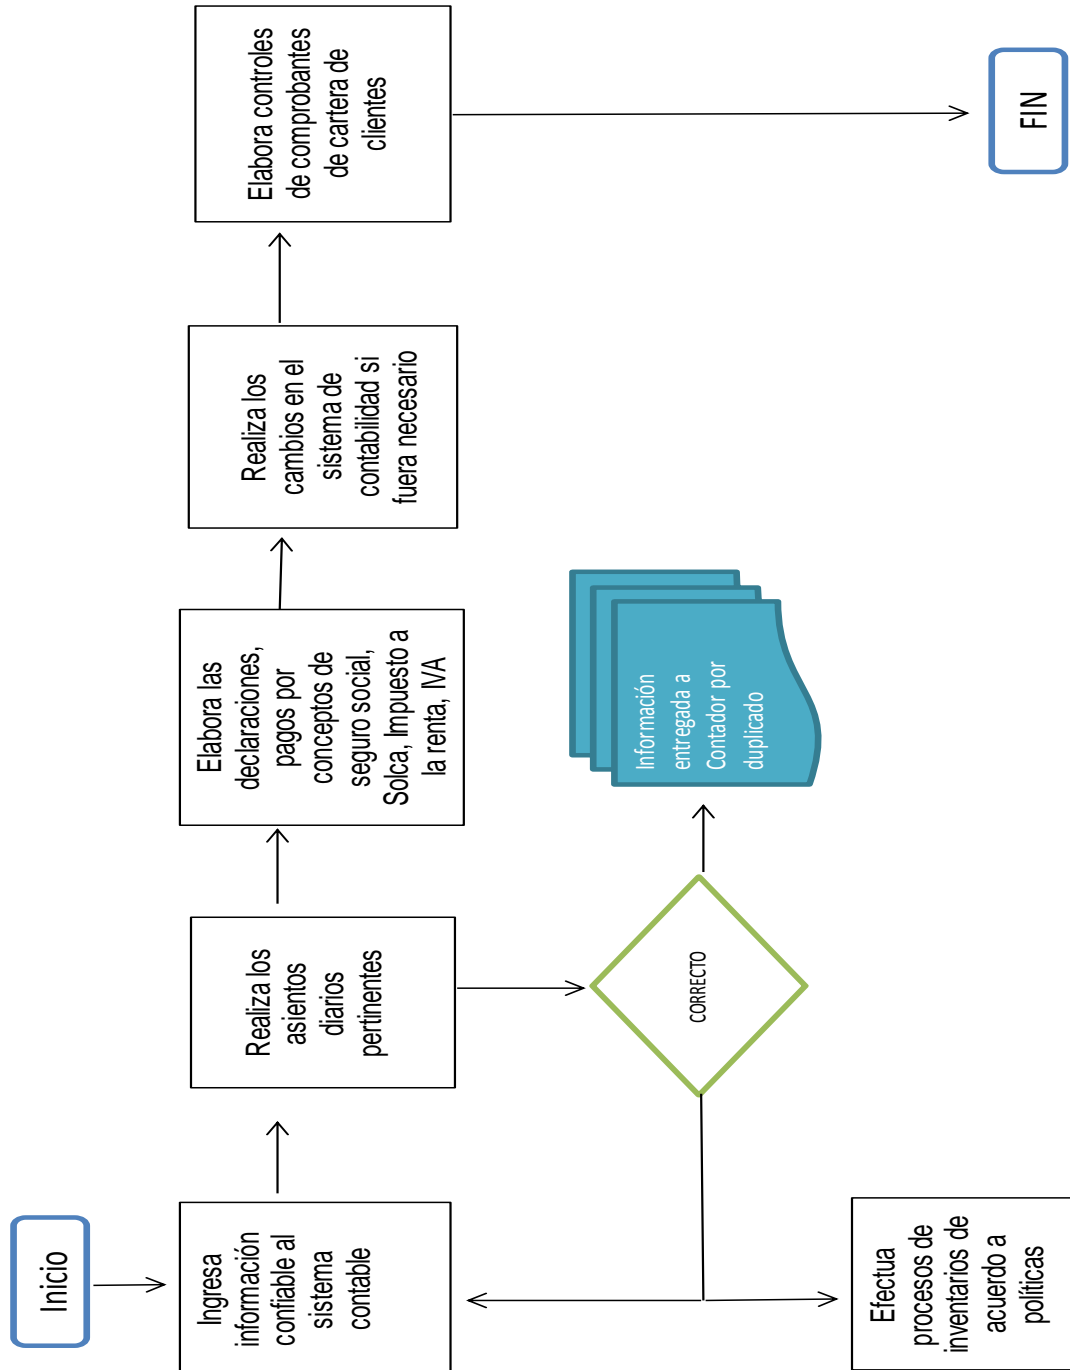 Inicio
Ingresa
información
confiable al
sistema
contable
Realiza los
asientos
diarios
pertinentes
Elabora las
declaraciones,
pagos por
conceptos de
seguro social,
Solca, Impuesto a
la renta, IVA
Realiza los
cambios en el
sistema de
contabilidad si
fuera necesario
Elabora controles
de comprobantes
de cartera de
clientes
CORRECTO
Información
entregada a
Contador por
duplicado
Efectua
procesos de
inventarios de
acuerdo a
políticas
FIN